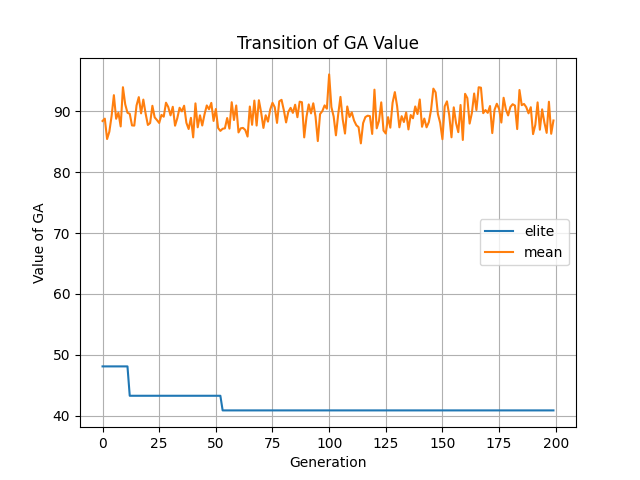 Transition of GA Value
Value of GA
90
80
70
60
50
40
elite
mean
0 25 50 75 100 125 150 175 200
Generation